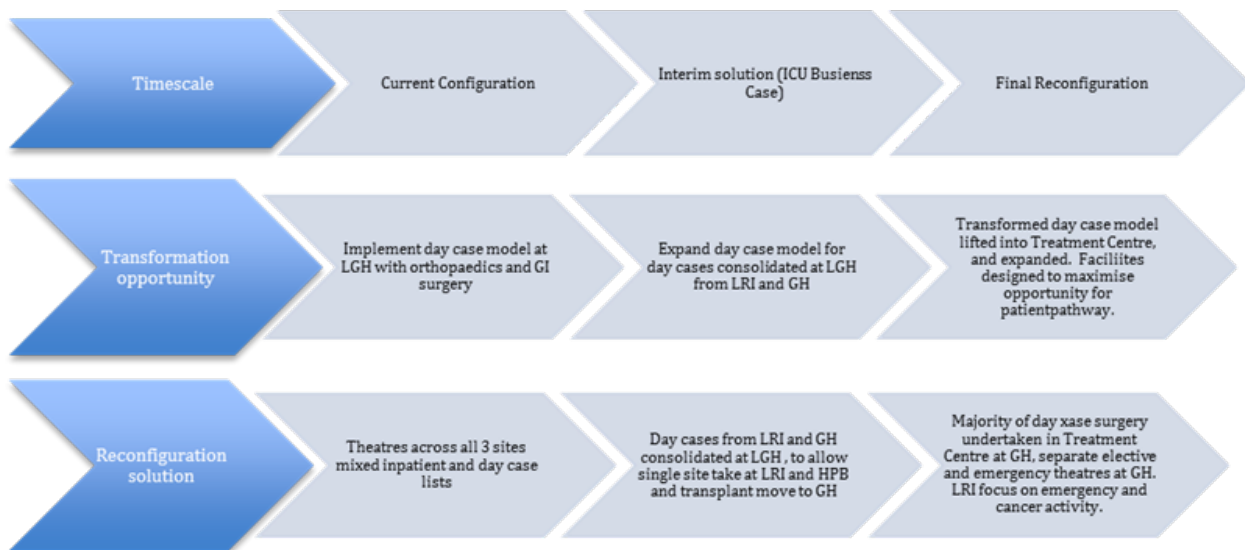 Timescale
Current Configuration
Interim solution (ICU Busienss
Case)
Final Reconfiguration
Transformation
opportunity
Implement day case model at
LGH with orthopaedics and GI
surgery
Expand day case model for
day cases consolidated at LGH
from LRI and GH
Transformed day case model
lifted into Treatment Centre,
and expanded. Faciliites
designed to maximise
opportunity for
patientpathway.
Reconfiguration
solution
Theatres across all 3 sites
mixed inpatient and day case
lists
Day cases from LRI and GH
consolidated at LGH , to allow
single site take at LRI and HPB
and transplant move to GH
Majority of day xase surgery
undertaken in Treatment
Centre at GH, separate elective
and emergency theatres at GH.
LRI focus on emergency and
cancer activity.